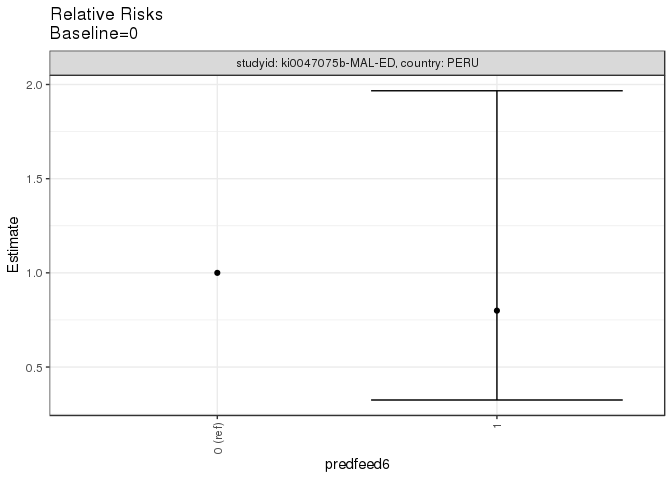 Relative Risks
Baseline=0
studyid: ki0047075b-MAL-ED, country: PERU
2.0
1.5
1.0
0.5
Estimate
0 (ref)
1
predfeed6